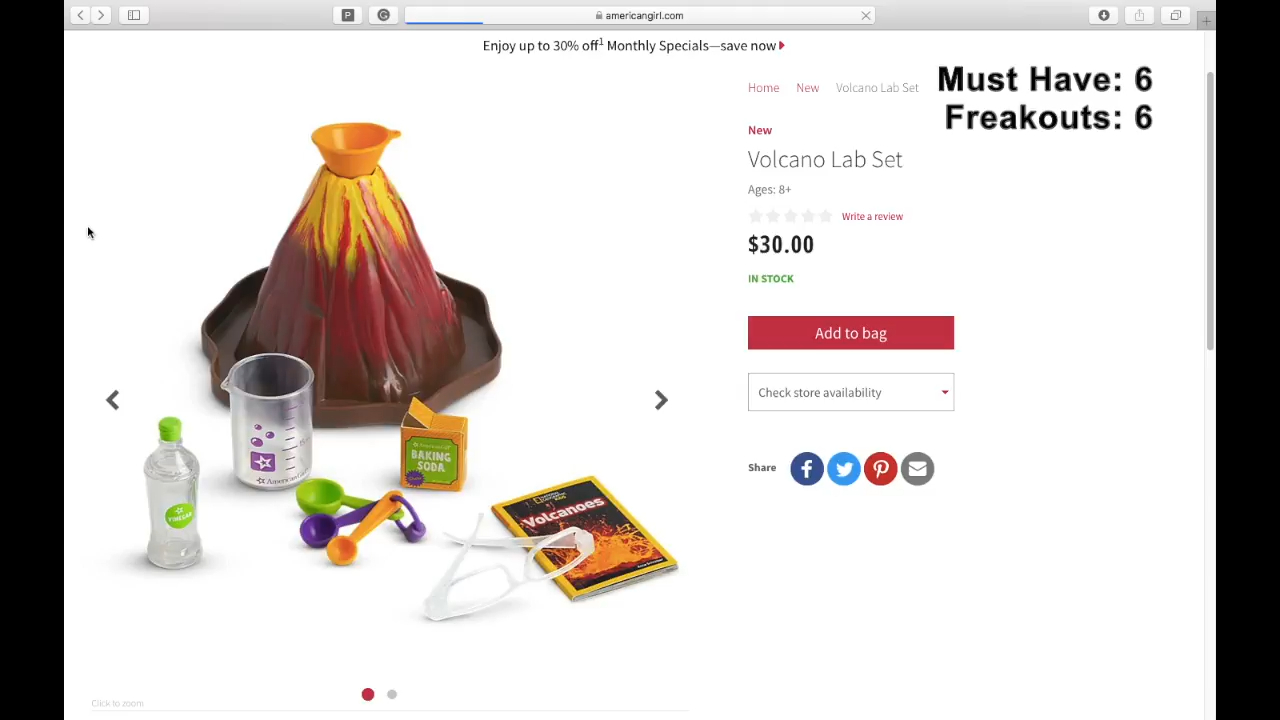 americangirl.com
Enjoy up to 30% off¹ Monthly Specials—save now
Must Have: 6
Freakouts: 6
Home New Volcano Lab Set
New
Volcano Lab Set
Ages: 8+
Write a review
$30.00
IN STOCK
Add to bag
Check store availability
Share
BAKING SODA
VINEGAR
Volcanoes
Click to zoom